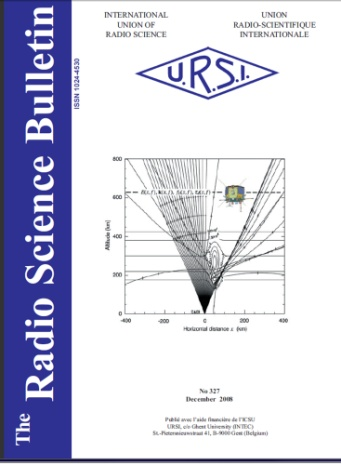 The Radio Science Bulletin
ISSN 1024-4530
INTERNATIONAL
UNION OF
RADIO SCIENCE
UNION
RADIO-SCIENTIFIQUE
INTERNATIONALE
U.R.S.I.
800
600
400
200
0
Altitude (km)
-400
-200
0
200
400
Horizontal distance x (km)
No 327
December 2008
Publié avec l'aide financière de l'ICSU
URSI, c/o Ghent University (INTEC)
St.-Pietersnieuwstraat 41, B-9000 Gent (Belgium)